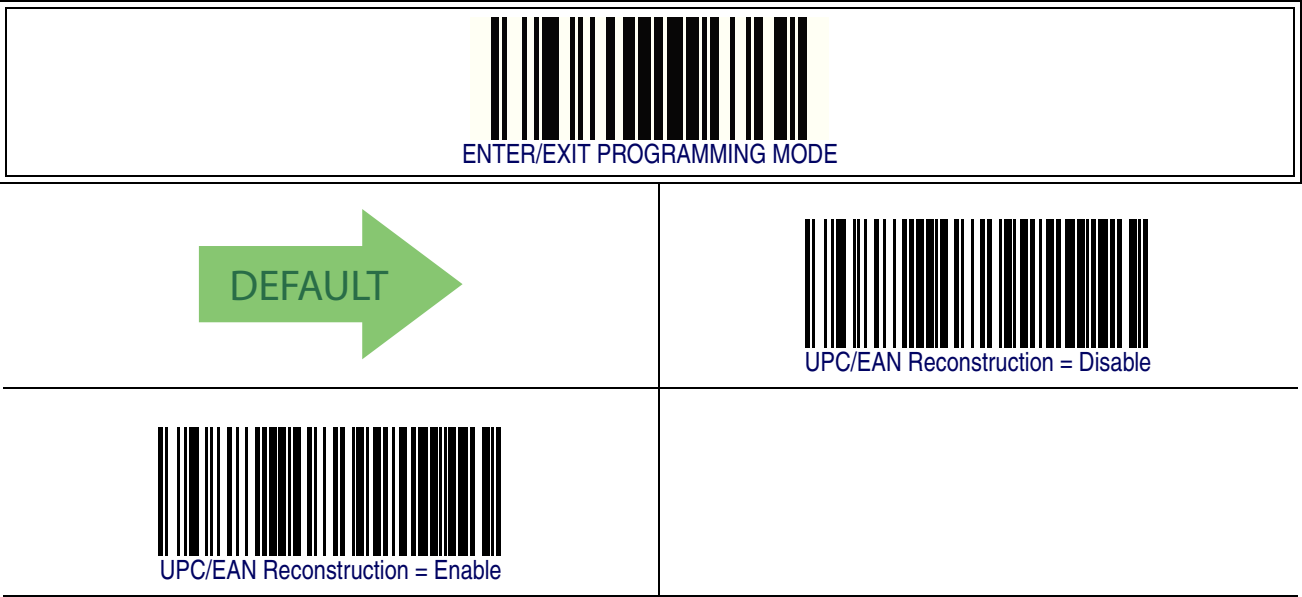 ENTER/EXIT PROGRAMMING MODE
DEFAULT
UPC/EAN Reconstruction = Disable
UPC/EAN Reconstruction = Enable